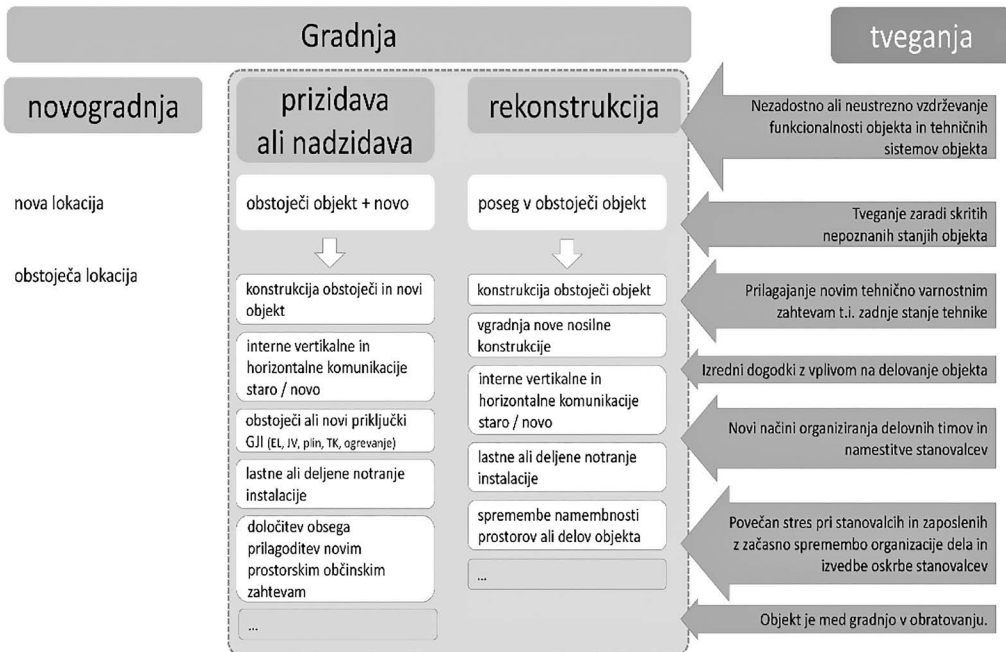 Gradnja
tveganja
novogradnja
prizidava
ali nadzidava
rekonstrukcija
nova lokacija
obstoječa lokacija
obstoječi objekt + novo
konstrukcija obstoječi in novi
objekt
interne vertikalne in
horizontalne komunikacije
staro / novo
obstoječi ali novi priključki
GJI (EL, JV, plin, TK, ogrevanje)
lastne ali deljene notranje
instalacije
določitev obsega
prilagoditev novim
prostorskim občinskim
zahtevam
...
poseg v obstoječi objekt
konstrukcija obstoječi objekt
vgradnja nove nosilne
konstrukcije
interne vertikalne in
horizontalne komunikacije
staro / novo
lastne ali deljene notranje
instalacije
spremembe namembnosti
prostorov ali delov objekta
...
Nezadostno ali neustrezno vzdrževanje
funkcionalnosti objekta in tehničnih
sistemov objekta
Tveganje zaradi skritih
nepoznanih stanjih objekta
Prilagajanje novim tehnično varnostnim
zahtevam t.i. zadnje stanje tehnike
Izredni dogodki z vplivom na delovanje objekta
Novi načini organiziranja delovnih timov in
namestitve stanovalcev
Povečan stres pri stanovalcih in zaposlenih
z začasno spremembo organizacije dela in
izvedbe oskrbe stanovalcev
Objekt je med gradnjo v obratovanju.